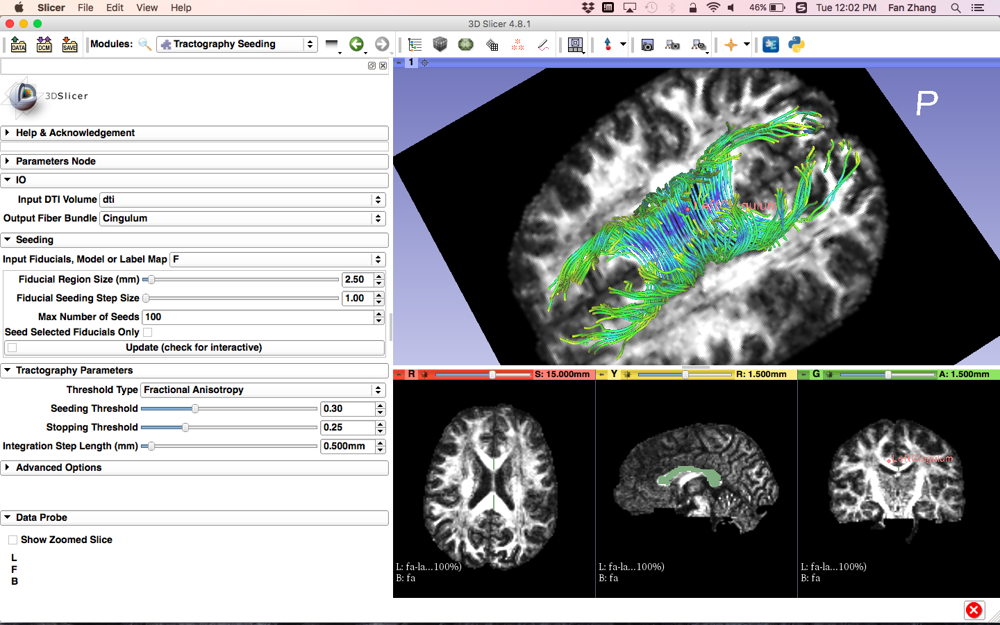 Slicer File Edit View Help 46% S Tue 12:02 PM Fan Zhang
3D Slicer 4.8.1
DATA DCM SAVE Modules: Tractography Seeding
1
3DSlicer
Help & Acknowledgement
Parameters Node
IO
Input DTI Volume dti
Output Fiber Bundle Cingulum
Seeding
Input Fiducials, Model or Label Map F
Fiducial Region Size (mm) 2.50
Fiducial Seeding Step Size 1.00
Max Number of Seeds 100
Seed Selected Fiducials Only
Update (check for interactive)
Tractography Parameters
Threshold Type Fractional Anisotropy
Seeding Threshold 0.30
Stopping Threshold 0.25
Integration Step Length (mm) 0.500mm
Advanced Options
Data Probe
Show Zoomed Slice
L
F
B
P
LeftCingulum
R S: 15.000mm
L: fa-la...100%)
B: fa
Y R: 1.500mm
L: fa-la...100%)
B: fa
G A: 1.500mm
LeftCingulum
L: fa-la...100%)
B: fa